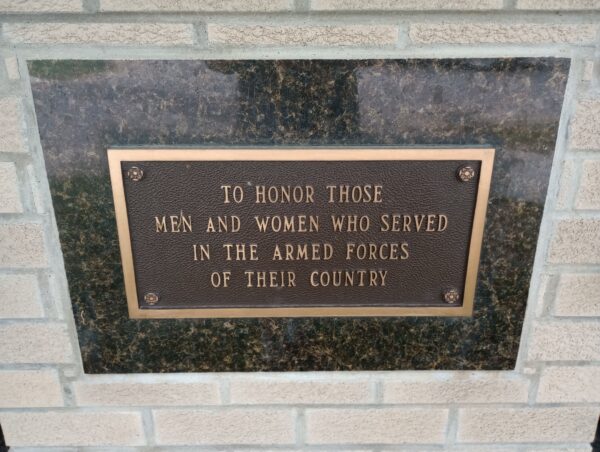 TO HONOR THOSE
MEN AND WOMEN WHO SERVED
IN THE ARMED FORCES
OF THEIR COUNTRY